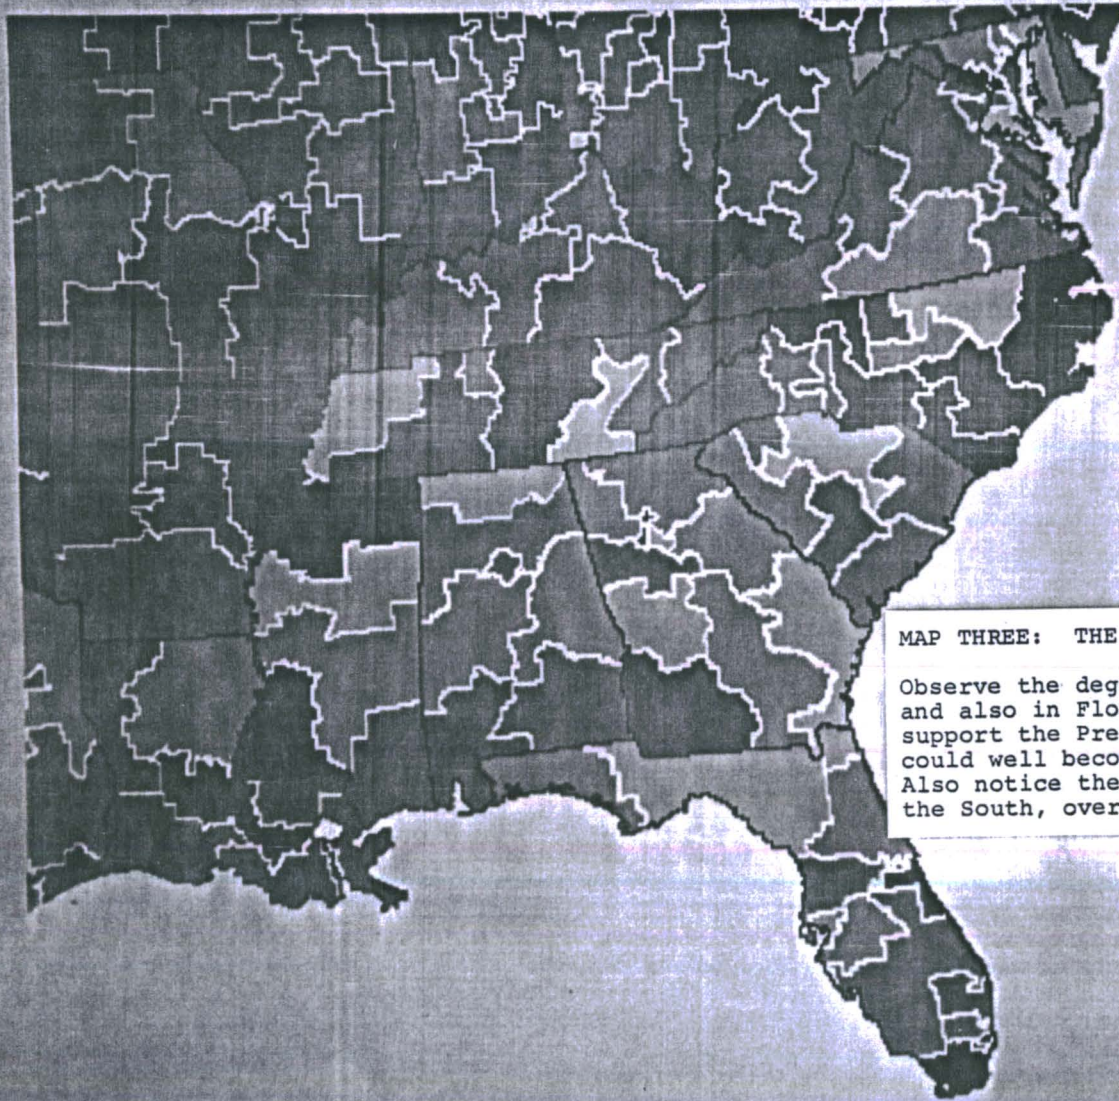 MAP THREE: THE
Observe the deg
and also in Flo
support the Pre
could well beco
Also notice the
the South, over